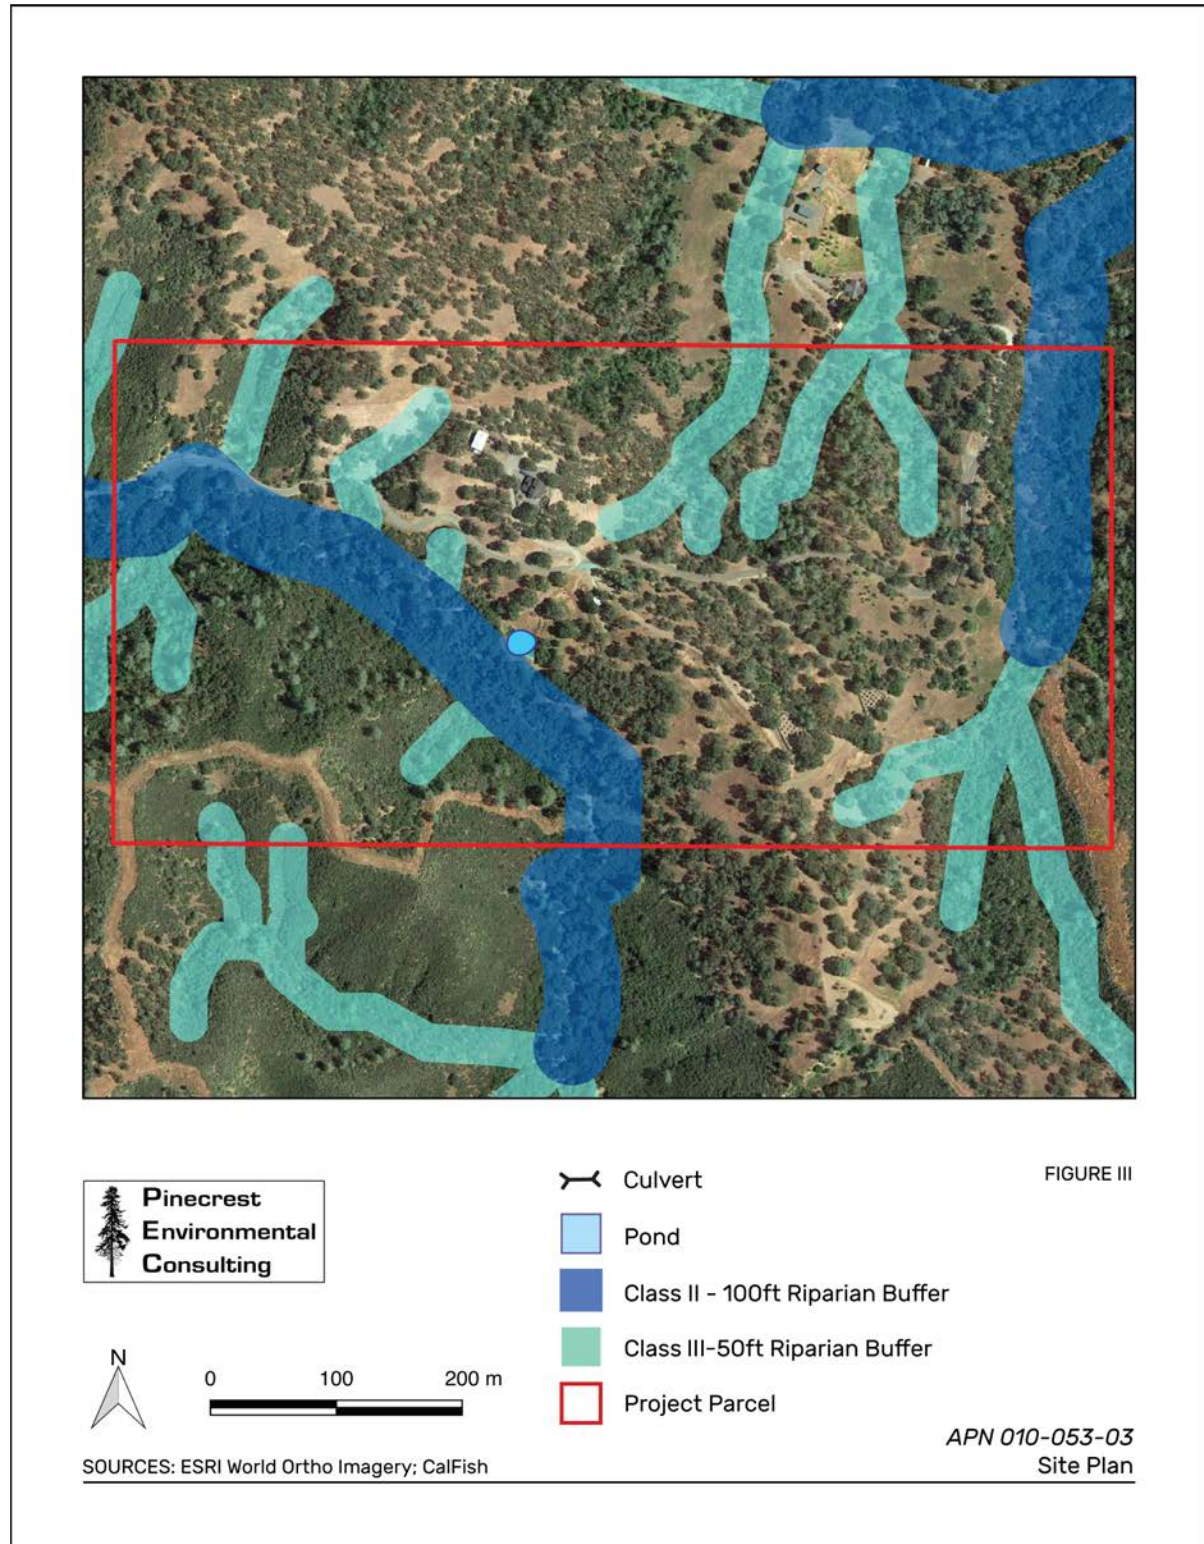 Pinecrest
Environmental
Consulting
N
0 100 200 m
SOURCES: ESRI World Ortho Imagery; CalFish
Culvert
Pond
Class II - 100ft Riparian Buffer
Class III-50ft Riparian Buffer
Project Parcel
FIGURE III
APN 010-053-03
Site Plan